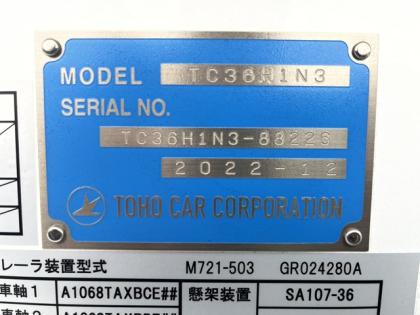 MODEL TC36H1N3
SERIAL NO.
TC36H1N3-88226
2022-12
TOHO CAR CORPORATION
レーラ装置型式 M721-503 GR024280A
車軸1 A1068TAXBCE## 懸架装置 SA107-36